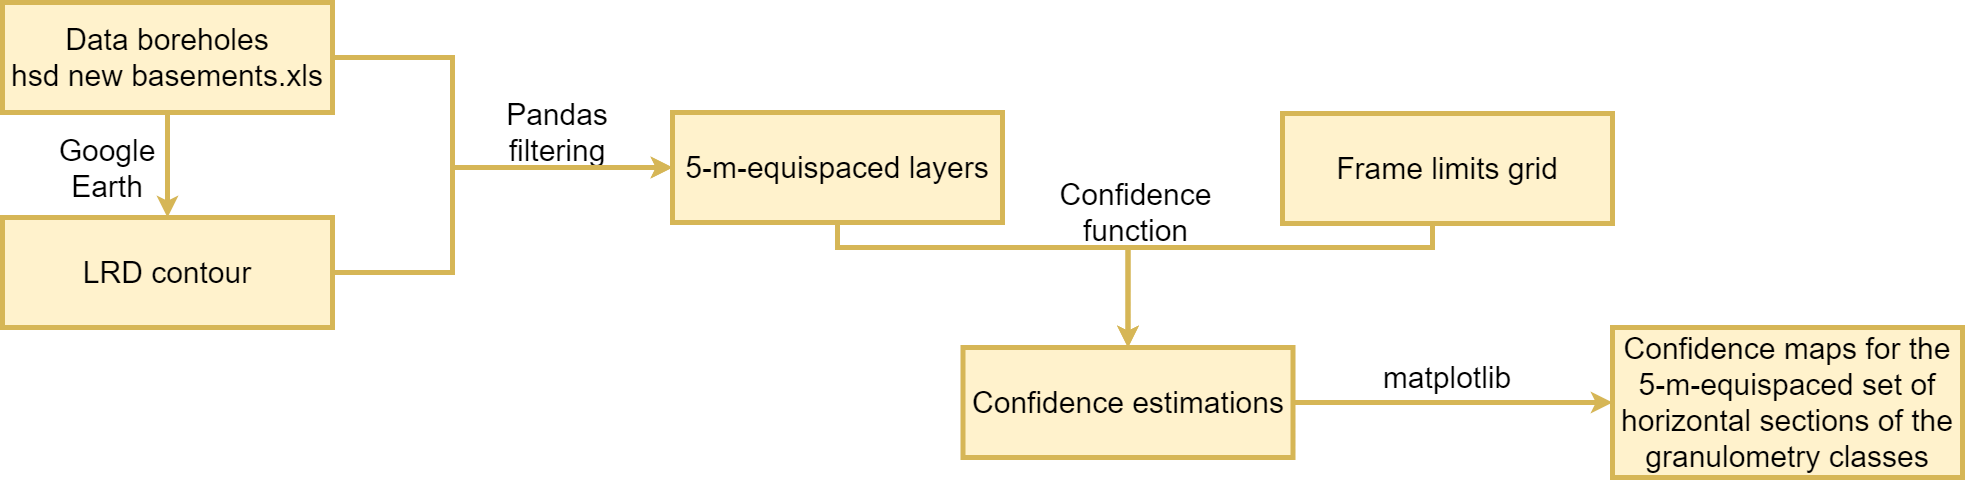 Data boreholes
hsd new basements.xls
Google
Earth
LRD contour
Pandas
filtering
5-m-equispaced layers
Confidence
function
Frame limits grid
Confidence estimations
matplotlib
Confidence maps for the
5-m-equispaced set of
horizontal sections of the
granulometry classes